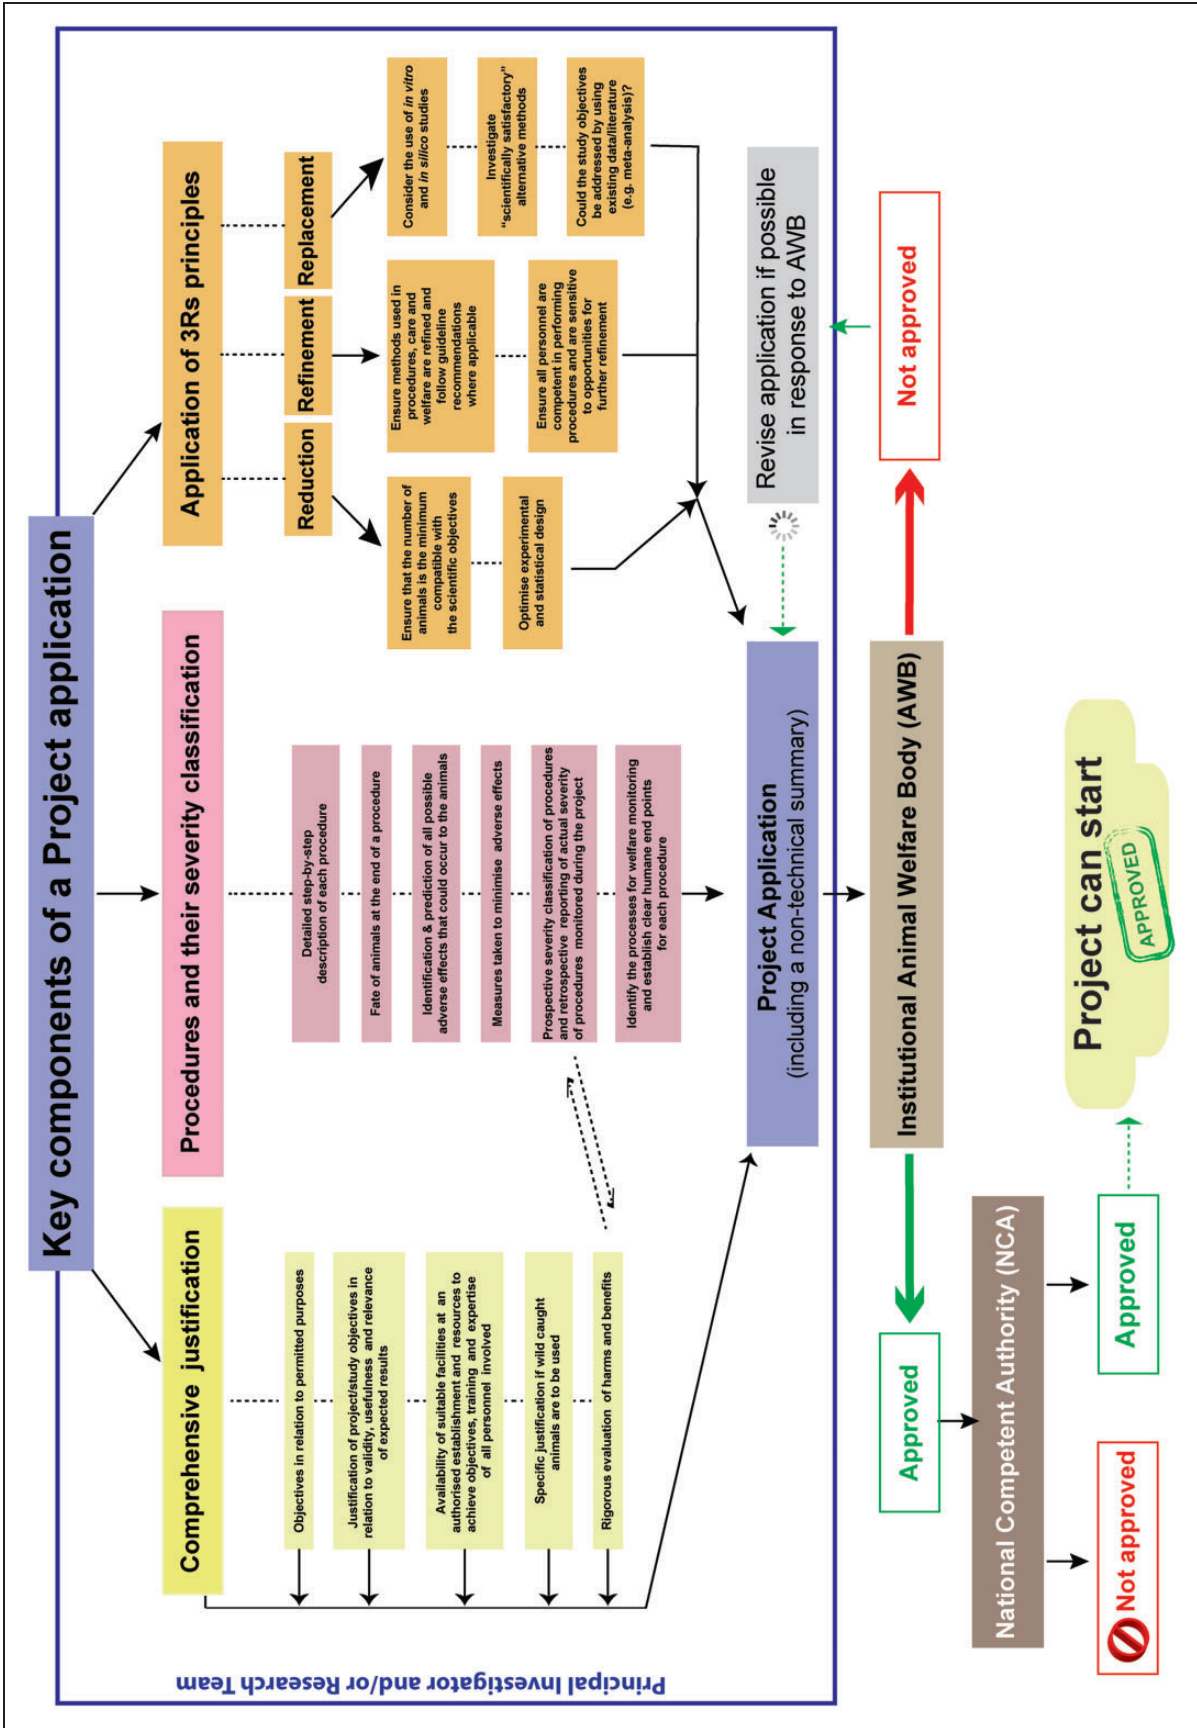 Key components of a Project application
Comprehensive justification
Objectives in relation to permitted purposes
Justification of project/study objectives in
relation to validity, usefulness and relevance
of expected results
Availability of suitable facilities at an
authorised establishment and resources to
achieve objectives, training and expertise
of all personnel involved
Specific justification if wild caught
animals are to be used
Rigorous evaluation of harms and benefits
Procedures and their severity classification
Detailed step-by-step
description of each procedure
Fate of animals at the end of a procedure
Identification & prediction of all possible
adverse effects that could occur to the animals
Measures taken to minimise adverse effects
Prospective severity classification of procedures
and retrospective reporting of actual severity
of procedures monitored during the project
Identify the processes for welfare monitoring
and establish clear humane end points
for each procedure
Application of 3Rs principles
Reduction
Ensure that the number of
animals is the minimum
compatible with
the scientific objectives
Optimise experimental
and statistical design
Refinement
Ensure methods used in
procedures, care and
welfare are refined and
follow guideline
recommendations
where applicable
Ensure all personnel are
competent in performing
procedures and are sensitive
to opportunities for
further refinement
Replacement
Consider the use of in vitro
and in silico studies
Investigate
“scientifically satisfactory”
alternative methods
Could the study objectives
be addressed by using
existing data/literature
(e.g. meta-analysis)?
Principal Investigator and/or Research Team
Project Application
(including a non-technical summary)
Revise application if possible
in response to AWB
Institutional Animal Welfare Body (AWB)
Approved
Not approved
National Competent Authority (NCA)
Not approved
Approved
Project can start
APPROVED